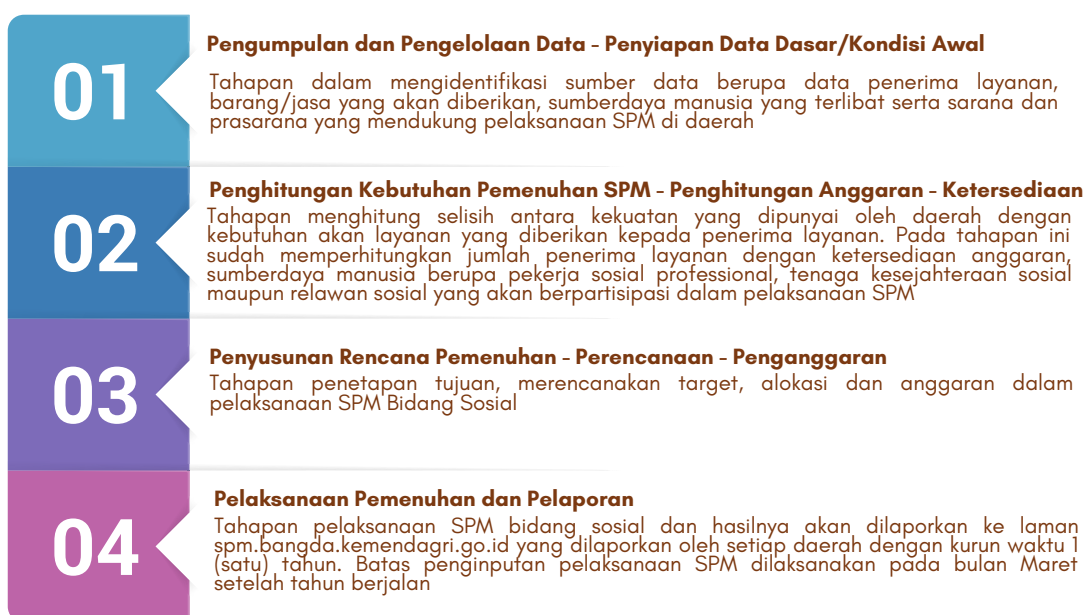 01
Pengumpulan dan Pengelolaan Data - Penyiapan Data Dasar/Kondisi Awal
Tahapan dalam mengidentifikasi sumber data berupa data penerima layanan,
barang/jasa yang akan diberikan, sumberdaya manusia yang terlibat serta sarana dan
prasarana yang mendukung pelaksanaan SPM di daerah
02
Penghitungan Kebutuhan Pemenuhan SPM - Penghitungan Anggaran - Ketersediaan
Tahapan menghitung selisih antara kekuatan yang dipunyai oleh daerah dengan
kebutuhan akan layanan yang diberikan kepada penerima layanan. Pada tahapan ini
sudah memperhitungkan jumlah penerima layanan dengan ketersediaan anggaran,
sumberdaya manusia berupa pekerja sosial professional, tenaga kesejahteraan sosial
maupun relawan sosial yang akan berpartisipasi dalam pelaksanaan SPM
03
Penyusunan Rencana Pemenuhan - Perencanaan - Penganggaran
Tahapan penetapan tujuan, merencanakan target, alokasi dan anggaran dalam
pelaksanaan SPM Bidang Sosial
04
Pelaksanaan Pemenuhan dan Pelaporan
Tahapan pelaksanaan SPM bidang sosial dan hasilnya akan dilaporkan ke laman
spm.bangda.kemendagri.go.id yang dilaporkan oleh setiap daerah dengan kurun waktu 1
(satu) tahun. Batas penginputan pelaksanaan SPM dilaksanakan pada bulan Maret
setelah tahun berjalan